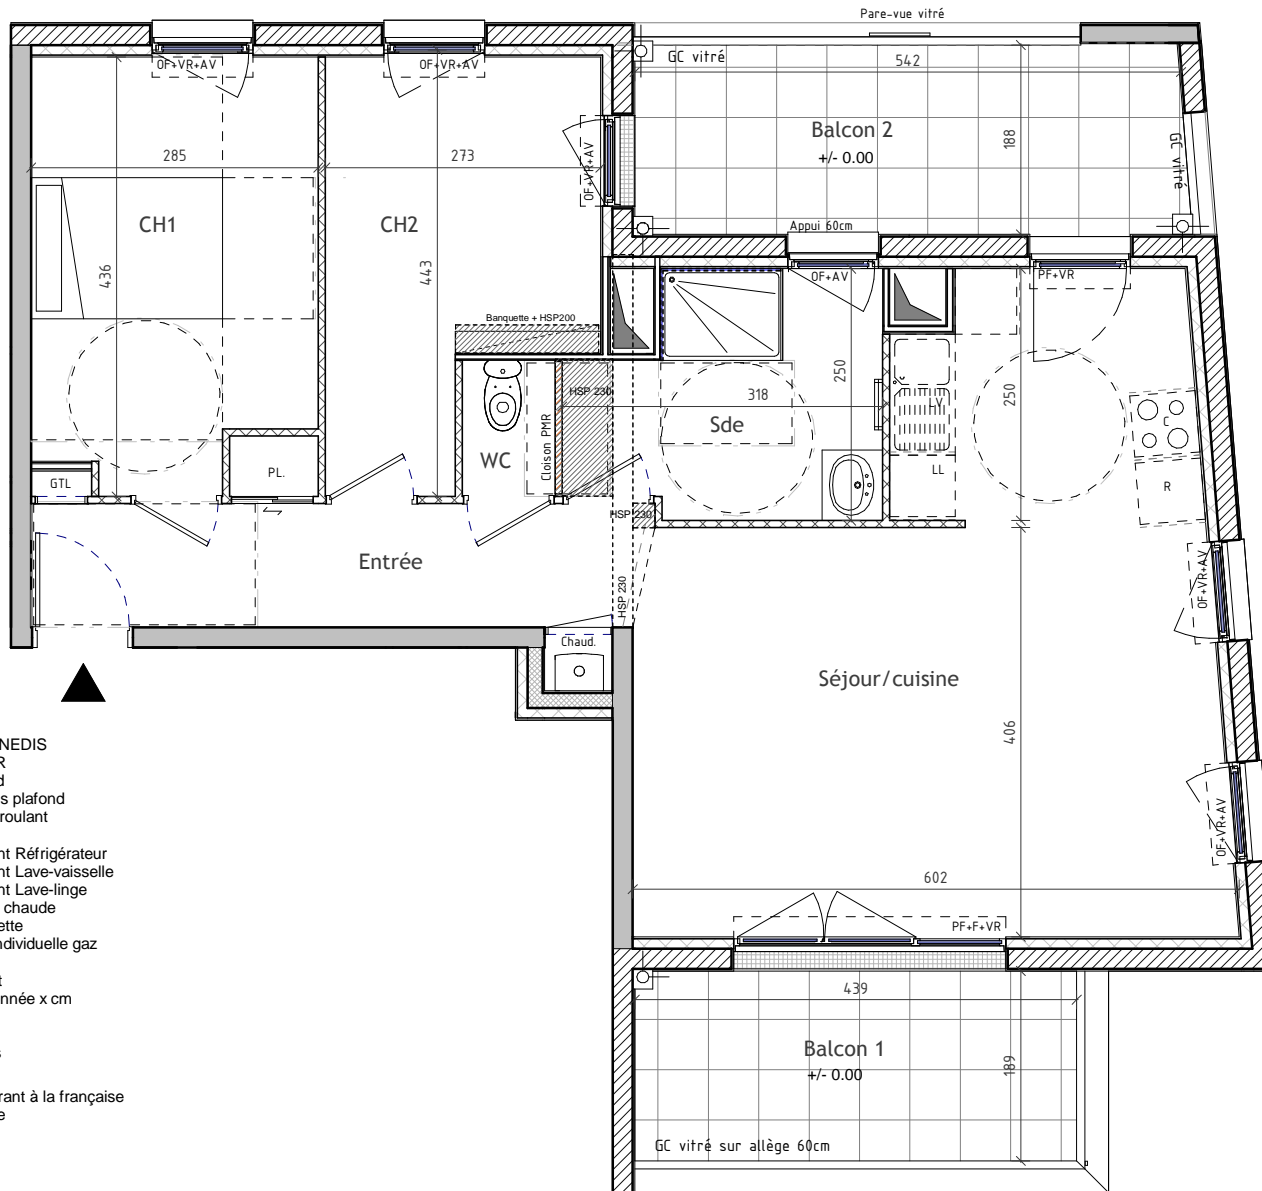 Pare-vue vitré
OF+VR+AV
OF+VR+AV
GC vitré
542
Balcon 2
+/- 0.00
188
GC vitré
285
273
OF+VR+AV
CH1
CH2
436
443
Appui 60cm
OF+AV
PF+VR
Banquette + HSP200
HSP 230
318
250
250
Sde
LV
LL
C
R
WC
Cloison PMR
PL.
GTL
HSP 230
HSP 230
Entrée
Chaud.
OF+VR+AV
Séjour/cuisine
406
OF+VR+AV
602
PF+F+VR
439
Balcon 1
+/- 0.00
189
GC vitré sur allège 60cm
NEDIS
R
d
s plafond
roulant
nt Réfrigérateur
nt Lave-vaisselle
nt Lave-linge
chaude
ette
ndividuelle gaz
t
nnée x cm
s
rant à la française
e